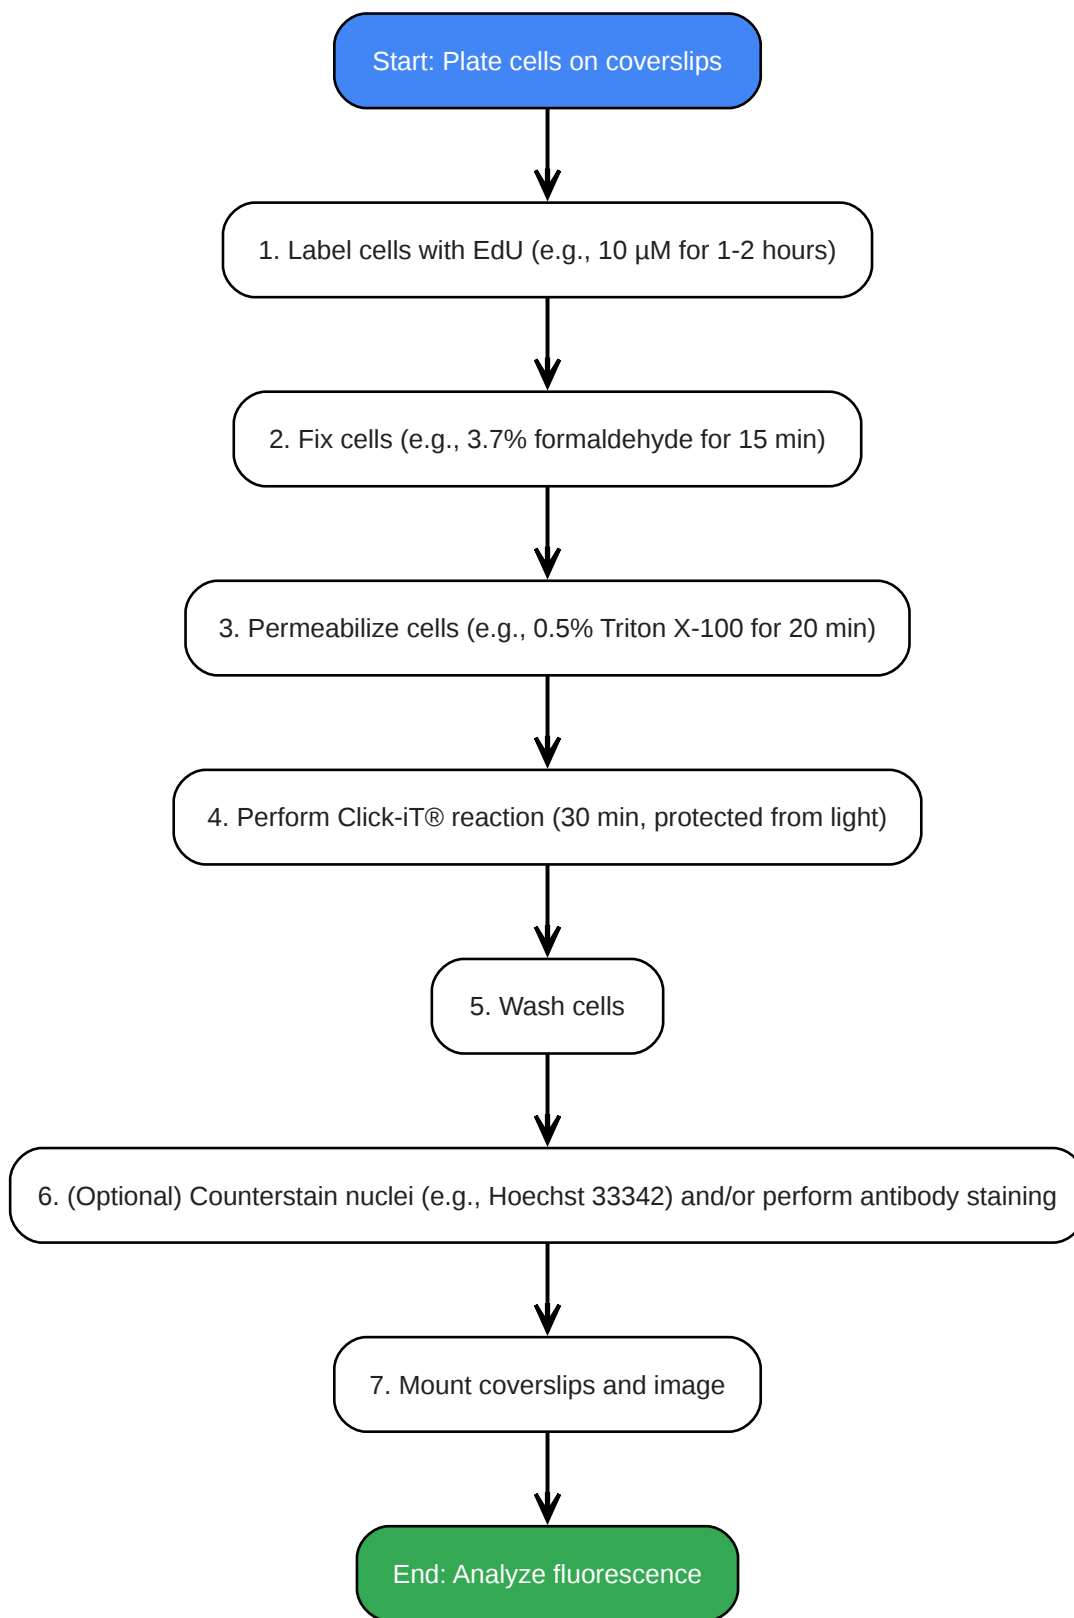 Start: Plate cells on coverslips
1. Label cells with EdU (e.g., 10 µM for 1-2 hours)
2. Fix cells (e.g., 3.7% formaldehyde for 15 min)
3. Permeabilize cells (e.g., 0.5% Triton X-100 for 20 min)
4. Perform Click-iT® reaction (30 min, protected from light)
5. Wash cells
6. (Optional) Counterstain nuclei (e.g., Hoechst 33342) and/or perform antibody staining
7. Mount coverslips and image
End: Analyze fluorescence